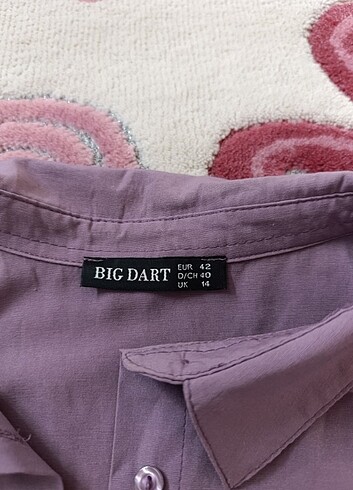 BIG DART
EUR 42
D/CH 40
UK 14